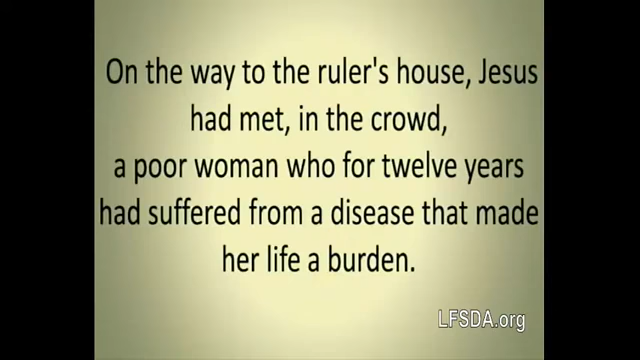 On the way to the ruler's house, Jesus
had met, in the crowd,
a poor woman who for twelve years
had suffered from a disease that made
her life a burden.
LFSDA.org